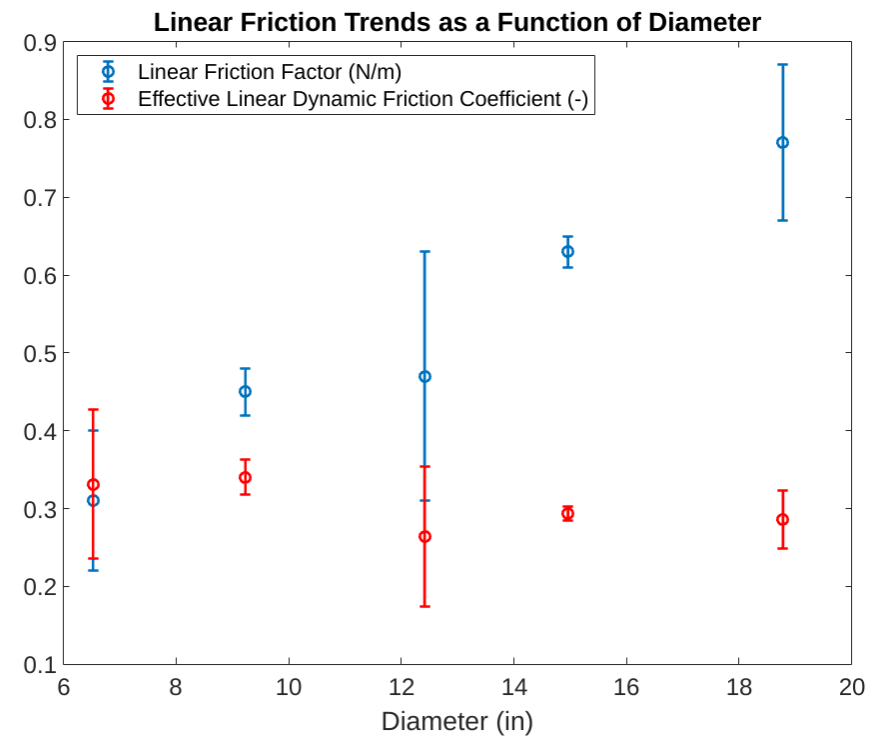 Linear Friction Trends as a Function of Diameter
Linear Friction Factor (N/m)
Effective Linear Dynamic Friction Coefficient (-)
0.9
0.8
0.7
0.6
0.5
0.4
0.3
0.2
0.1
6 8 10 12 14 16 18 20
Diameter (in)